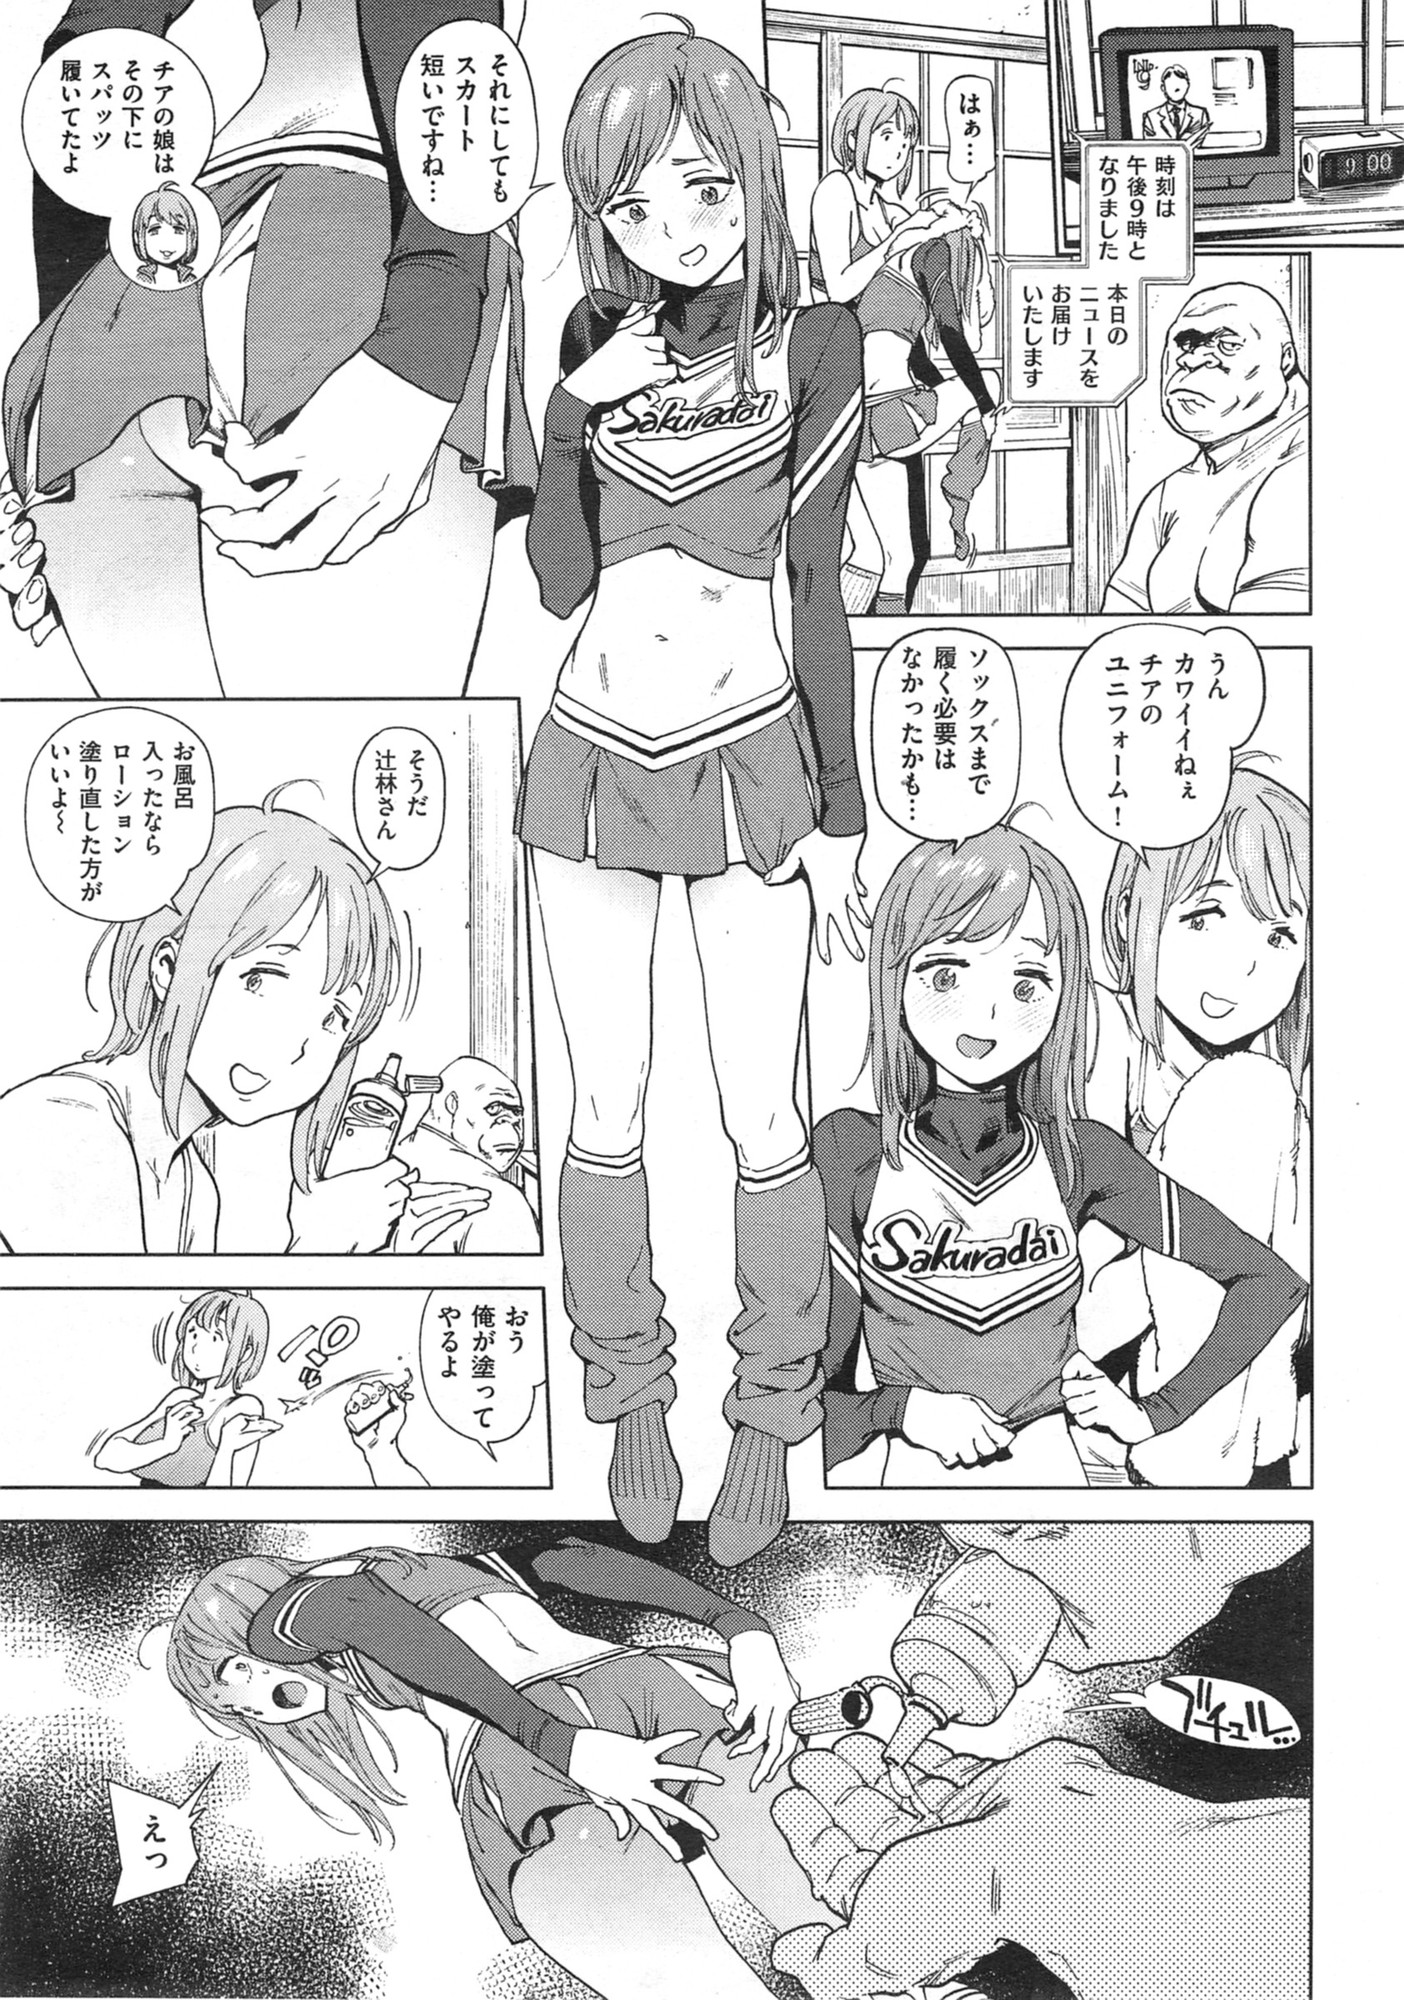 NP
9
9 00
時刻は
午後9時と
なりました
本日の
ニュースを
お届け
いたします
はぁ…
それにしても
スカート
短いですね…
Sakuradai
チアの娘は
その下に
スパッツ
履いてたよ
うん
カワイイねぇ
チアの
ユニフォーム!
ソックスまで
履く必要は
なかったかも…
Sakuradai
そうだ
辻林さん
お風呂
入ったなら
ローション
塗り直した方が
いいよ〜
おう
俺が塗って
やるよ
パッ
ブチュル…
えっ